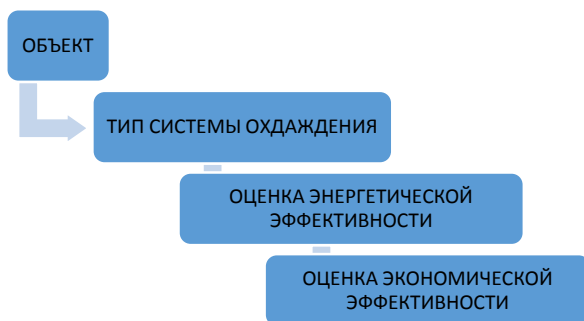 ОБЪЕКТ
ТИП СИСТЕМЫ ОХДАЖДЕНИЯ
ОЦЕНКА ЭНЕРГЕТИЧЕСКОЙ
ЭФФЕКТИВНОСТИ
ОЦЕНКА ЭКОНОМИЧЕСКОЙ
ЭФФЕКТИВНОСТИ